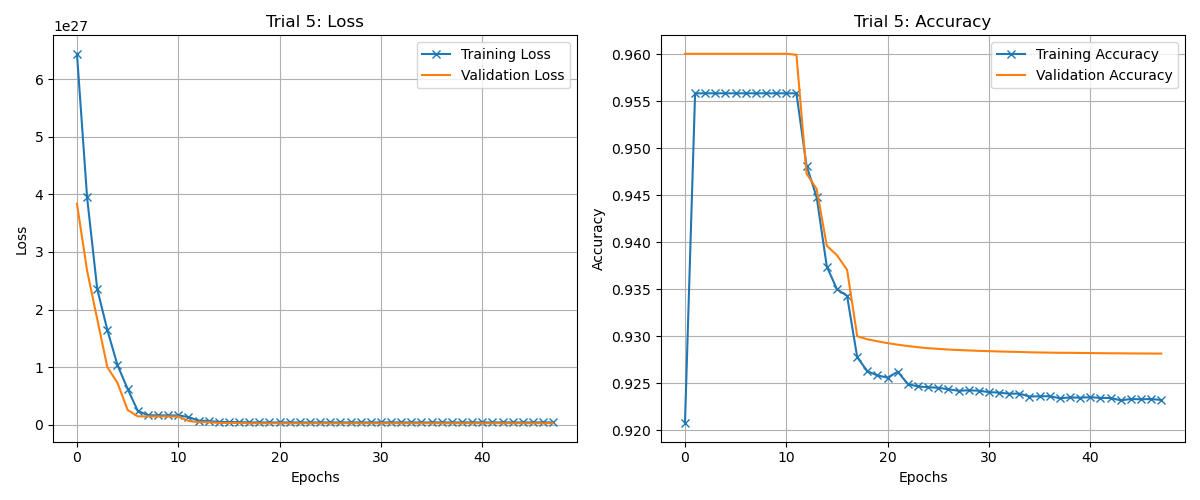 Trial 5: Loss
1e27
Training Loss
Validation Loss
6
5
4
3
2
1
0
Loss
0
10
20
30
40
Epochs
Trial 5: Accuracy
Training Accuracy
Validation Accuracy
0.960
0.955
0.950
0.945
0.940
0.935
0.930
0.925
0.920
Accuracy
0
10
20
30
40
Epochs